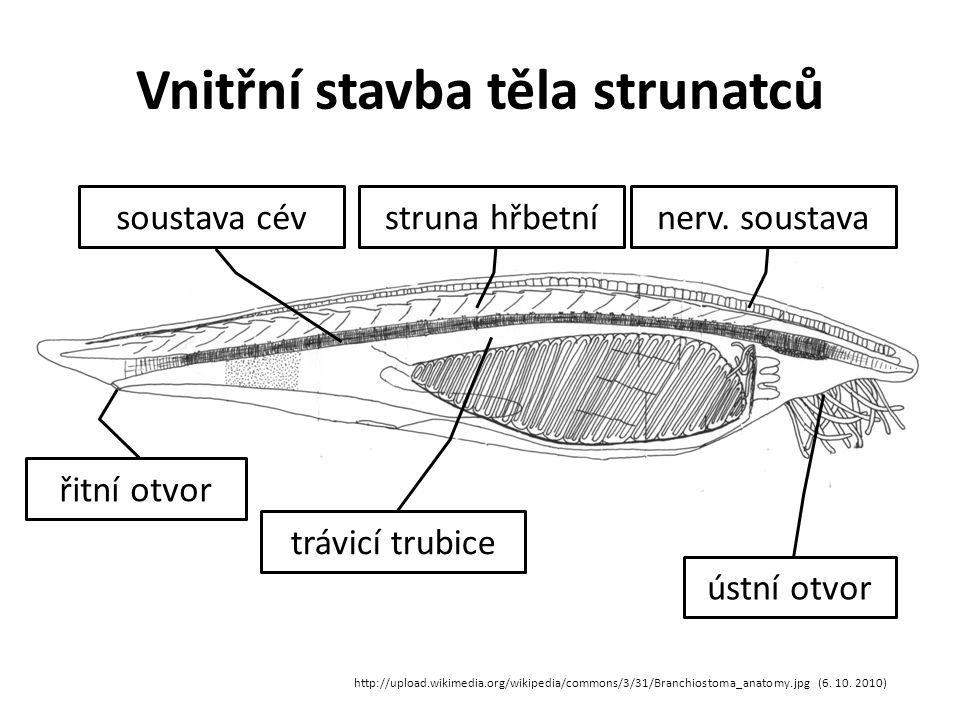 Vnitřní stavba těla strunatců
soustava cév
struna hřbetní
nerv. soustava
řitní otvor
trávicí trubice
ústní otvor
http://upload.wikimedia.org/wikipedia/commons/3/31/Branchiostoma_anatomy.jpg (6. 10. 2010)